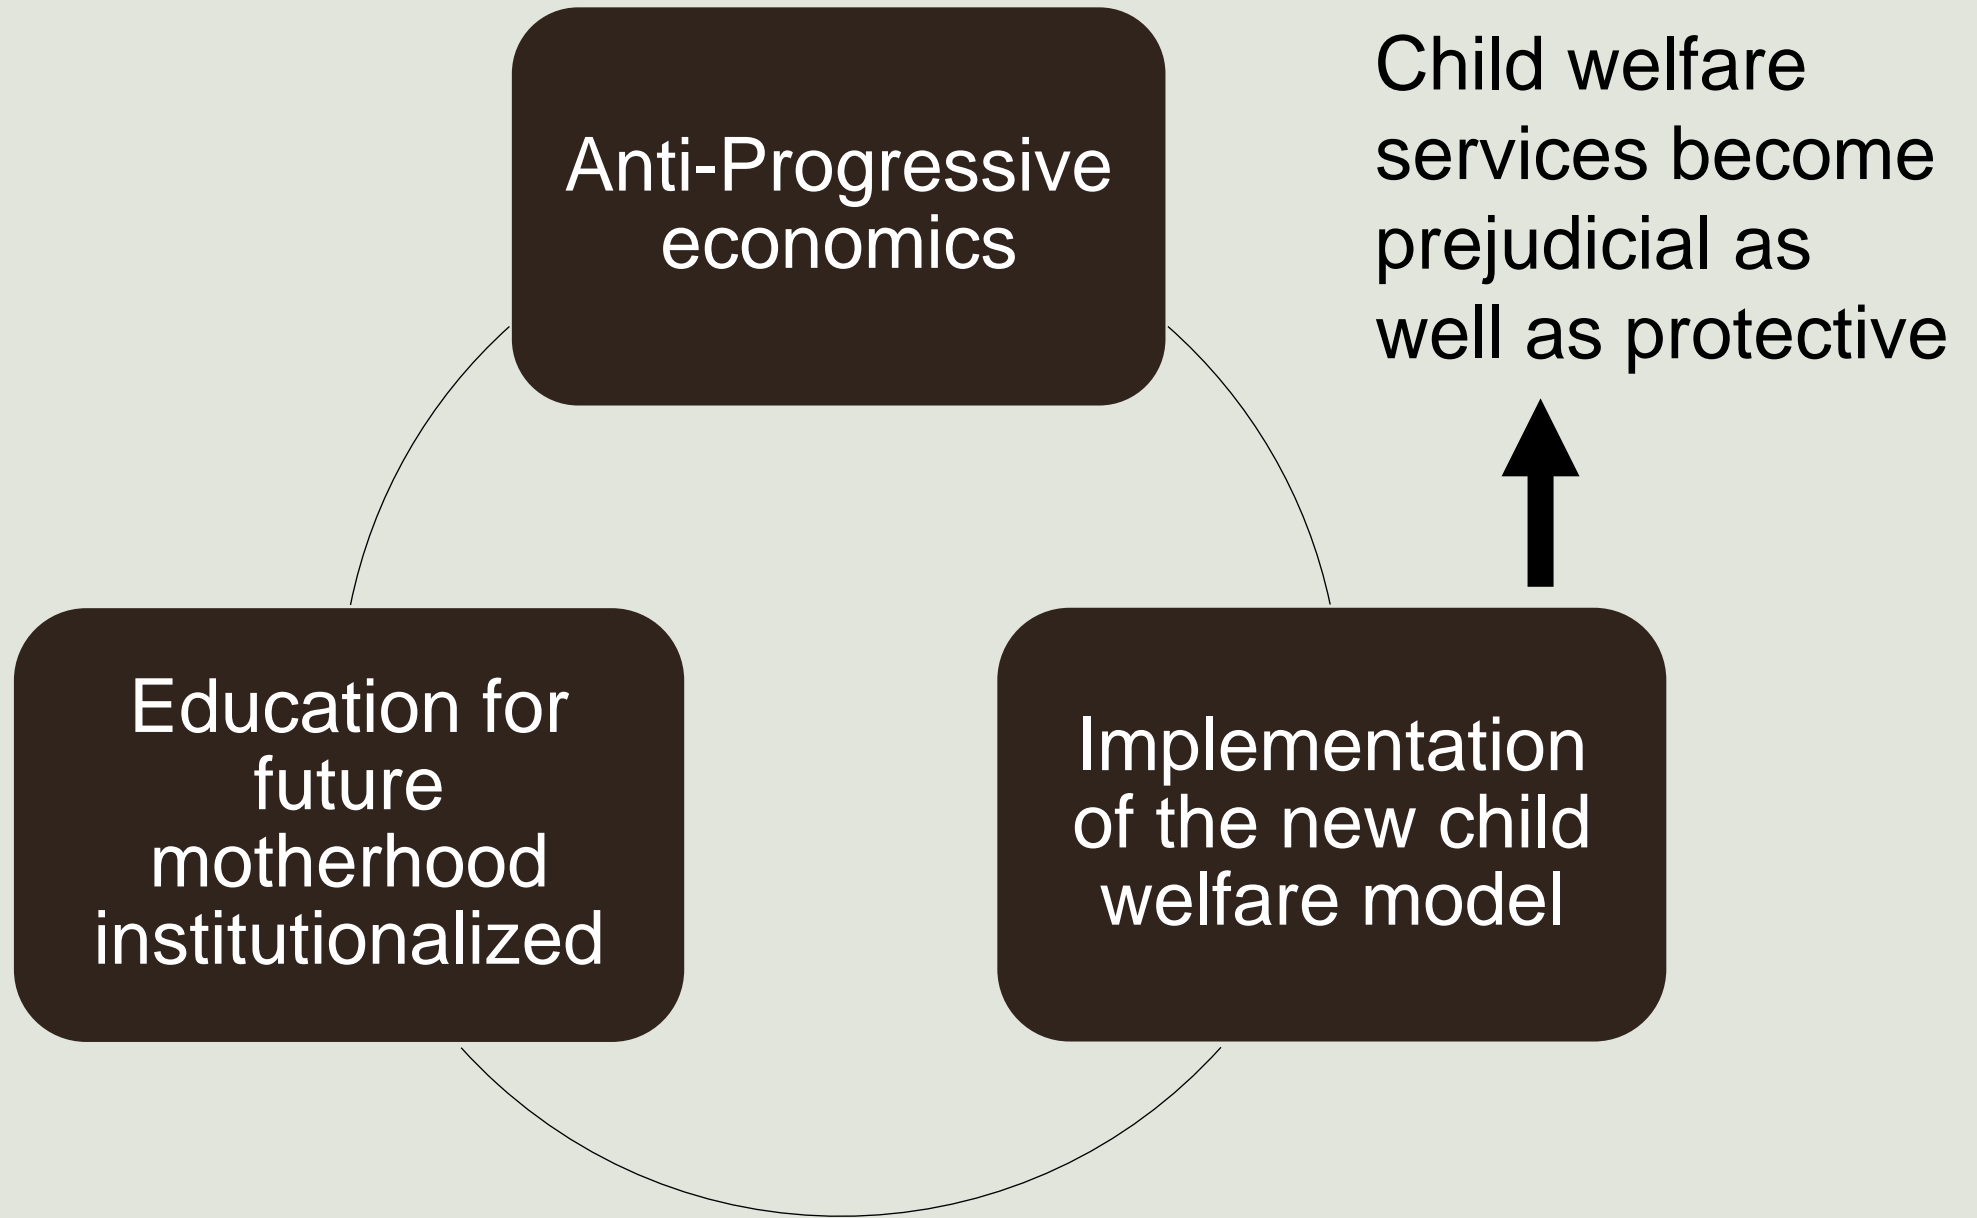 Anti-Progressive
economics
Child welfare
services become
prejudicial as
well as protective
Education for
future
motherhood
institutionalized
Implementation
of the new child
welfare model